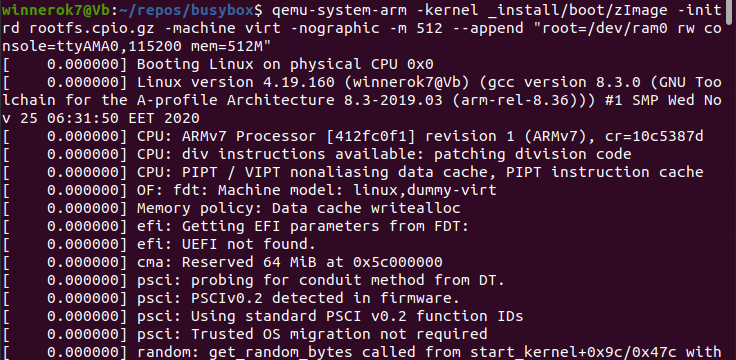 winnerok7@Vb:~/repos/busybox$ qemu-system-arm -kernel _install/boot/zImage -init
rd rootfs.cpio.gz -machine virt -nographic -m 512 --append "root=/dev/ram0 rw co
nsole=ttyAMA0,115200 mem=512M"
[    0.000000] Booting Linux on physical CPU 0x0
[    0.000000] Linux version 4.19.160 (winnerok7@Vb) (gcc version 8.3.0 (GNU Too
lchain for the A-profile Architecture 8.3-2019.03 (arm-rel-8.36))) #1 SMP Wed No
v 25 06:31:50 EET 2020
[    0.000000] CPU: ARMv7 Processor [412fc0f1] revision 1 (ARMv7), cr=10c5387d
[    0.000000] CPU: div instructions available: patching division code
[    0.000000] CPU: PIPT / VIPT nonaliasing data cache, PIPT instruction cache
[    0.000000] OF: fdt: Machine model: linux,dummy-virt
[    0.000000] Memory policy: Data cache writealloc
[    0.000000] efi: Getting EFI parameters from FDT:
[    0.000000] efi: UEFI not found.
[    0.000000] cma: Reserved 64 MiB at 0x5c000000
[    0.000000] psci: probing for conduit method from DT.
[    0.000000] psci: PSCIv0.2 detected in firmware.
[    0.000000] psci: Using standard PSCI v0.2 function IDs
[    0.000000] psci: Trusted OS migration not required
[    0.000000] random: get_random_bytes called from start_kernel+0x9c/0x47c with